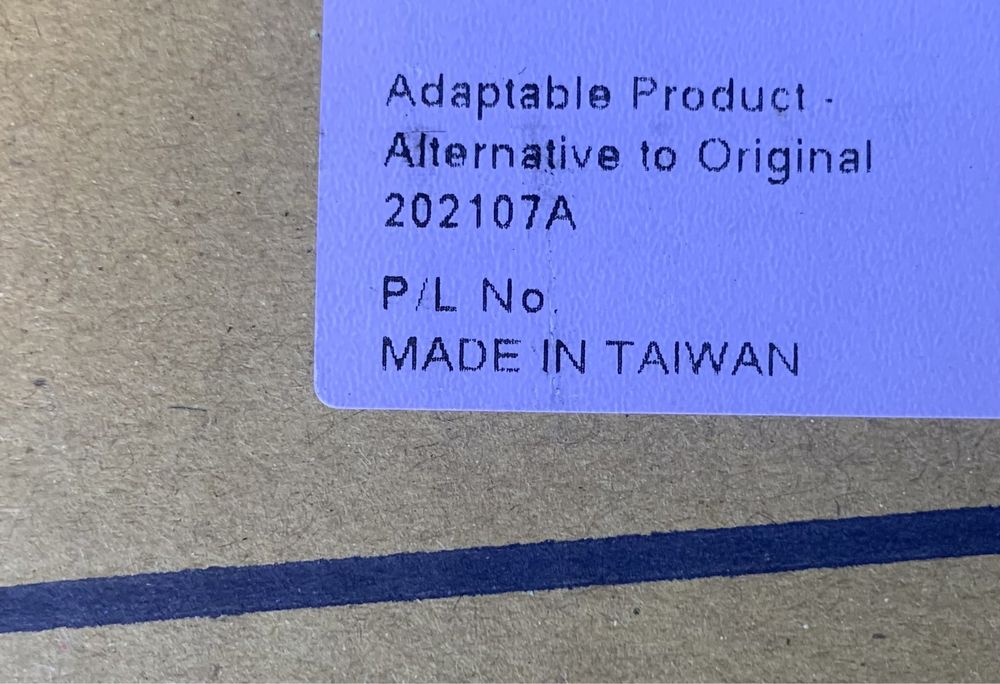 Adaptable Product -
Alternative to Original
202107A
P/L No.
MADE IN TAIWAN